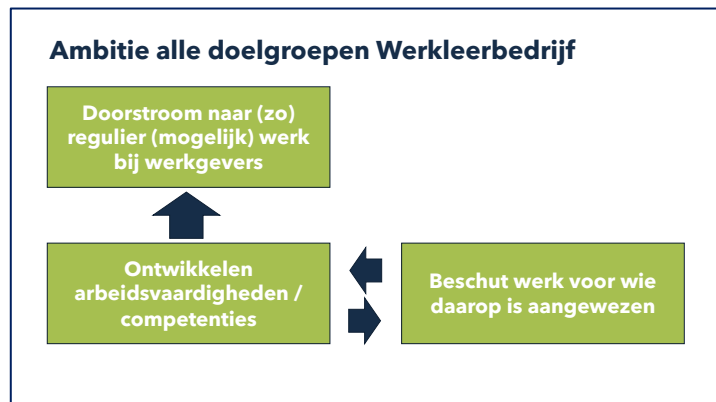 Ambitie alle doelgroepen Werkleerbedrijf
Doorstroom naar (zo)
regulier (mogelijk) werk
bij werkgevers
Ontwikkelen
arbeidsvaardigheden /
competenties
Beschut werk voor wie
daarop is aangewezen